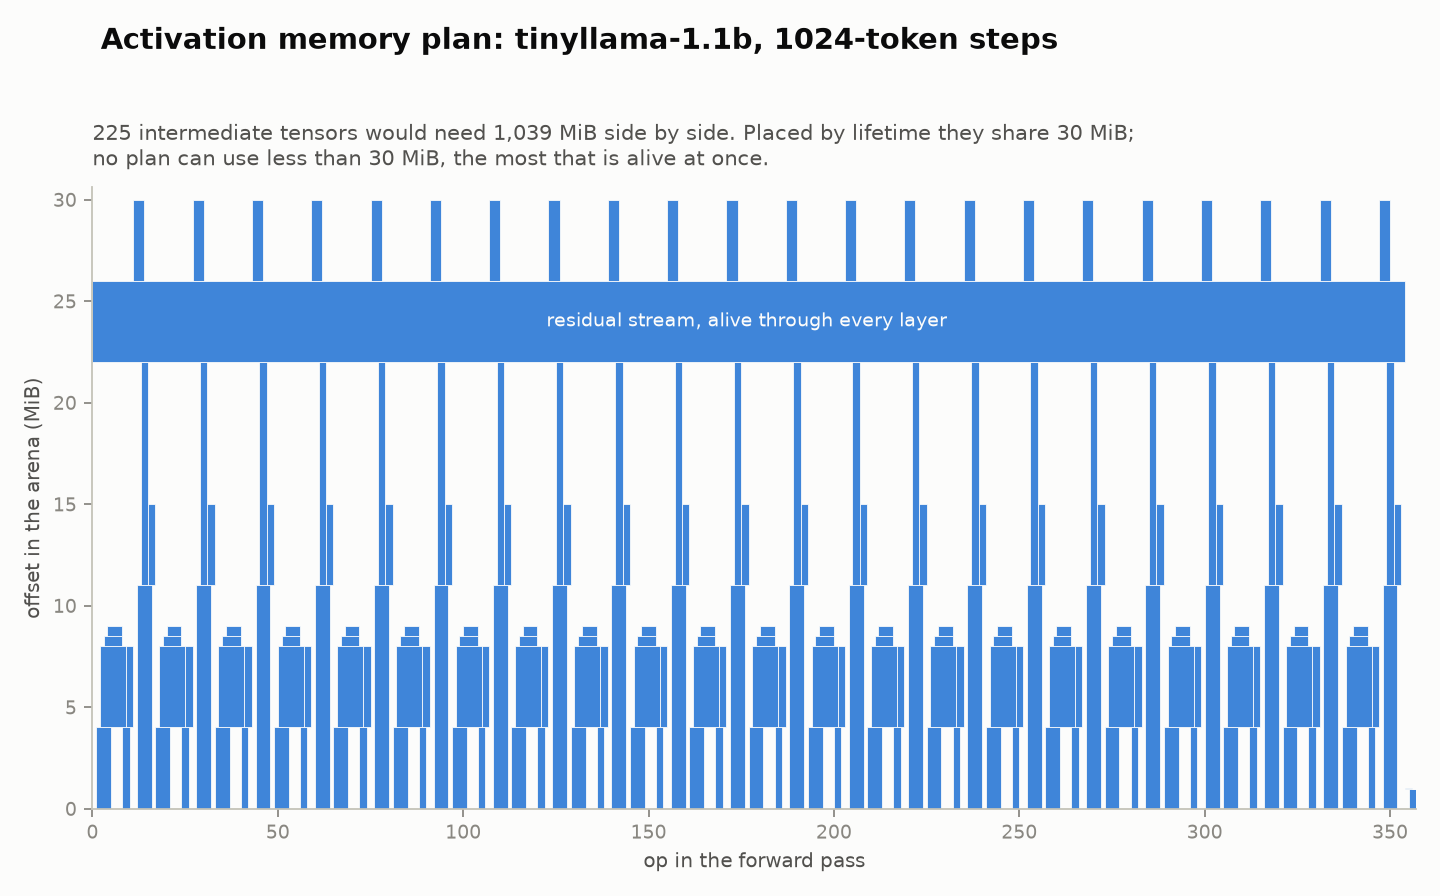 Activation memory plan: tinyllama-1.1b, 1024-token steps
225 intermediate tensors would need 1,039 MiB side by side. Placed by lifetime they share 30 MiB;
no plan can use less than 30 MiB, the most that is alive at once.
30
25
20
15
10
5
0
offset in the arena (MiB)
residual stream, alive through every layer
0 50 100 150 200 250 300 350
op in the forward pass